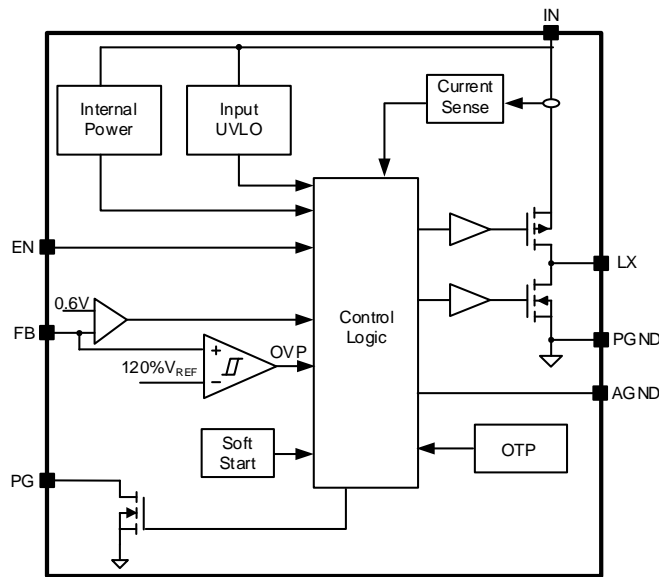 IN
Internal
Power
Input
UVLO
Current
Sense
EN
LX
0.6V
FB
Control
Logic
OVP
+
120%VREF
−
PGND
AGND
Soft
Start
OTP
PG